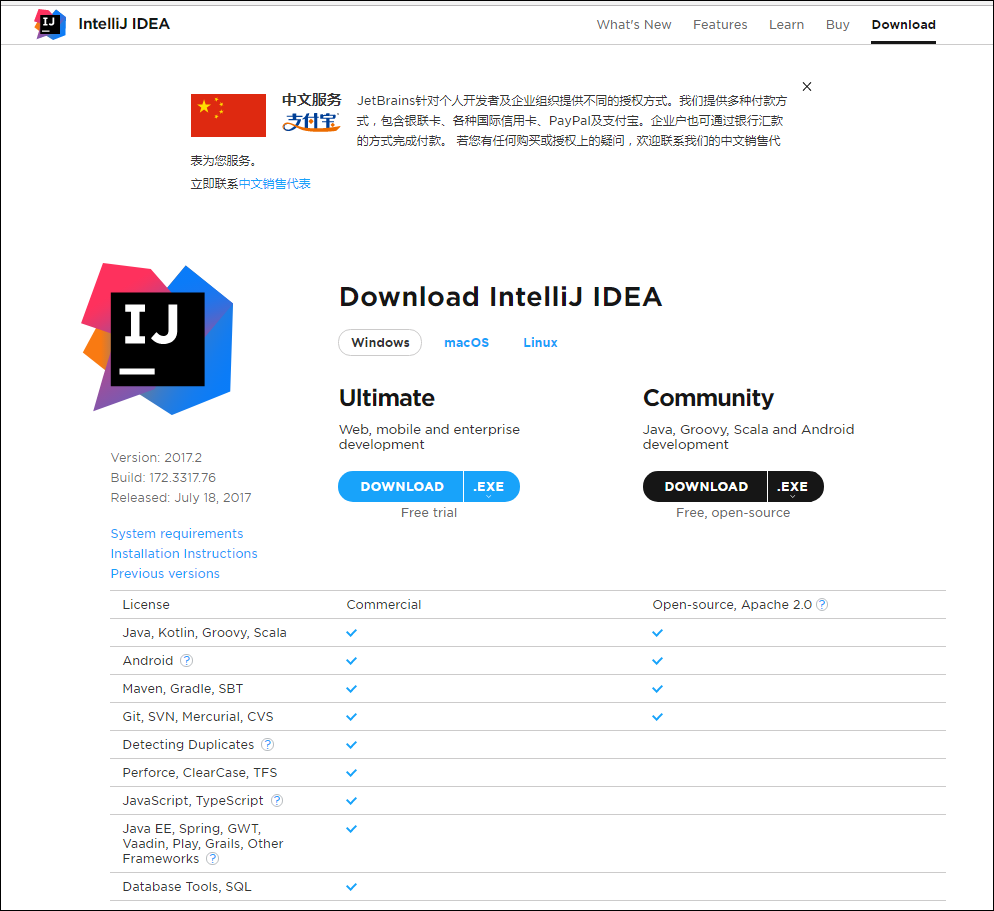 IJ IntelliJ IDEA
What's New Features Learn Buy Download
中文服务
支付宝
JetBrains针对个人开发者及企业组织提供不同的授权方式。我们提供多种付款方
式，包含银联卡、各种国际信用卡、PayPal及支付宝。企业户也可通过银行汇款
的方式完成付款。 若您有任何购买或授权上的疑问，欢迎联系我们的中文销售代
表为您服务。
立即联系中文销售代表
IJ
Download IntelliJ IDEA
Windows macOS Linux
Ultimate
Web, mobile and enterprise
development
DOWNLOAD .EXE
Free trial
Community
Java, Groovy, Scala and Android
development
DOWNLOAD .EXE
Free, open-source
Version: 2017.2
Build: 172.3317.76
Released: July 18, 2017
System requirements
Installation Instructions
Previous versions
License Commercial Open-source, Apache 2.0 ?
Java, Kotlin, Groovy, Scala
Android ?
Maven, Gradle, SBT
Git, SVN, Mercurial, CVS
Detecting Duplicates ?
Perforce, ClearCase, TFS
JavaScript, TypeScript ?
Java EE, Spring, GWT,
Vaadin, Play, Grails, Other
Frameworks ?
Database Tools, SQL